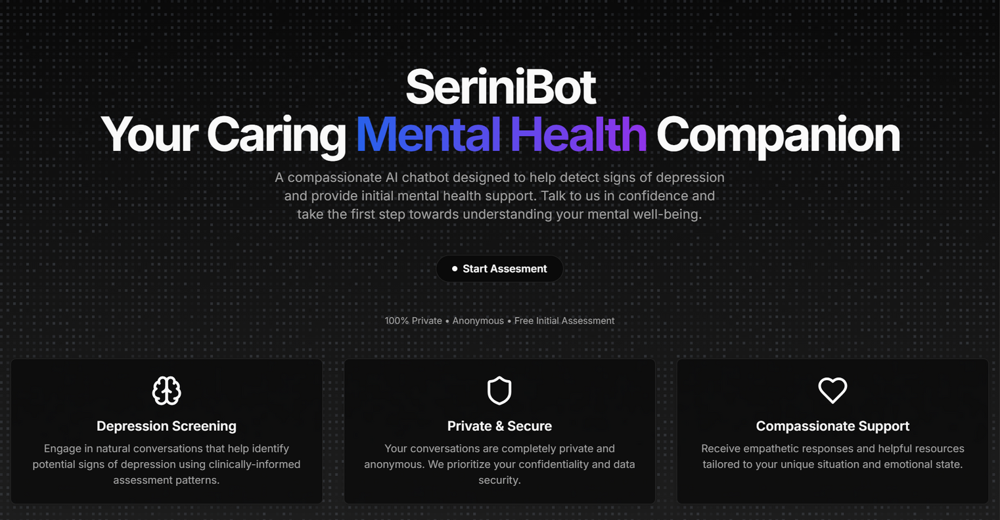 SeriniBot
Your Caring Mental Health Companion
A compassionate AI chatbot designed to help detect signs of depression
and provide initial mental health support. Talk to us in confidence and
take the first step towards understanding your mental well-being.
Start Assesment
100% Private • Anonymous • Free Initial Assessment
Depression Screening
Engage in natural conversations that help identify
potential signs of depression using clinically-informed
assessment patterns.
Private & Secure
Your conversations are completely private and
anonymous. We prioritize your confidentiality and data
security.
Compassionate Support
Receive empathetic responses and helpful resources
tailored to your unique situation and emotional state.